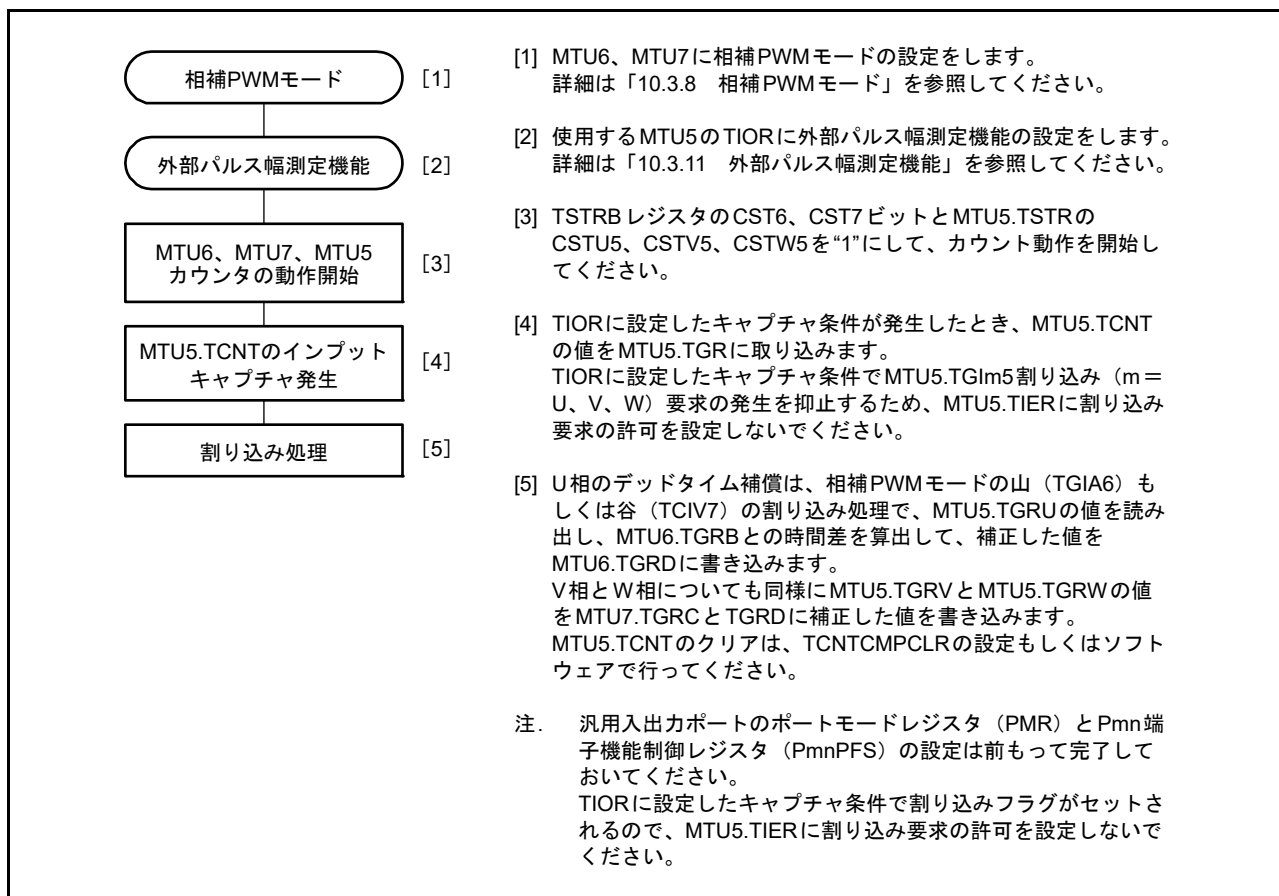 相補PWMモード [1]
外部パルス幅測定機能 [2]
MTU6、MTU7、MTU5
カウンタの動作開始
[3]
MTU5.TCNTのインプット
キャプチャ発生
[4]
割り込み処理 [5]
[1] MTU6、MTU7に相補PWMモードの設定をします。
詳細は「10.3.8 相補PWMモード」を参照してください。
[2] 使用するMTU5のTIORに外部パルス幅測定機能の設定をします。
詳細は「10.3.11 外部パルス幅測定機能」を参照してください。
[3] TSTRBレジスタのCST6、CST7ビットとMTU5.TSTRの
CSTU5、CSTV5、CSTW5を“1”にして、カウント動作を開始し
てください。
[4] TIORに設定したキャプチャ条件が発生したとき、MTU5.TCNT
の値をMTU5.TGRに取り込みます。
TIORに設定したキャプチャ条件でMTU5.TGIm5割り込み（m＝
U、V、W）要求の発生を抑止するため、MTU5.TIERに割り込み
要求の許可を設定しないでください。
[5] U相のデッドタイム補償は、相補PWMモードの山（TGIA6）も
しくは谷（TCIV7）の割り込み処理で、MTU5.TGRUの値を読み
出し、MTU6.TGRBとの時間差を算出して、補正した値を
MTU6.TGRDに書き込みます。
V相とW相についても同様にMTU5.TGRVとMTU5.TGRWの値
をMTU7.TGRCとTGRDに補正した値を書き込みます。
MTU5.TCNTのクリアは、TCNTCMPCLRの設定もしくはソフト
ウェアで行ってください。
注. 汎用入出力ポートのポートモードレジスタ（PMR）とPmn端
子機能制御レジスタ（PmnPFS）の設定は前もって完了して
おいてください。
TIORに設定したキャプチャ条件で割り込みフラグがセットさ
れるので、MTU5.TIERに割り込み要求の許可を設定しないで
ください。